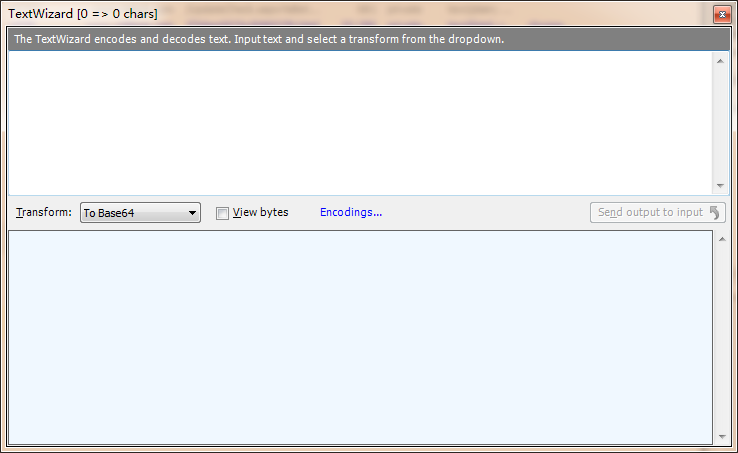 TextWizard [0 => 0 chars]
The TextWizard encodes and decodes text. Input text and select a transform from the dropdown.
Transform: To Base64 View bytes Encodings... Send output to input